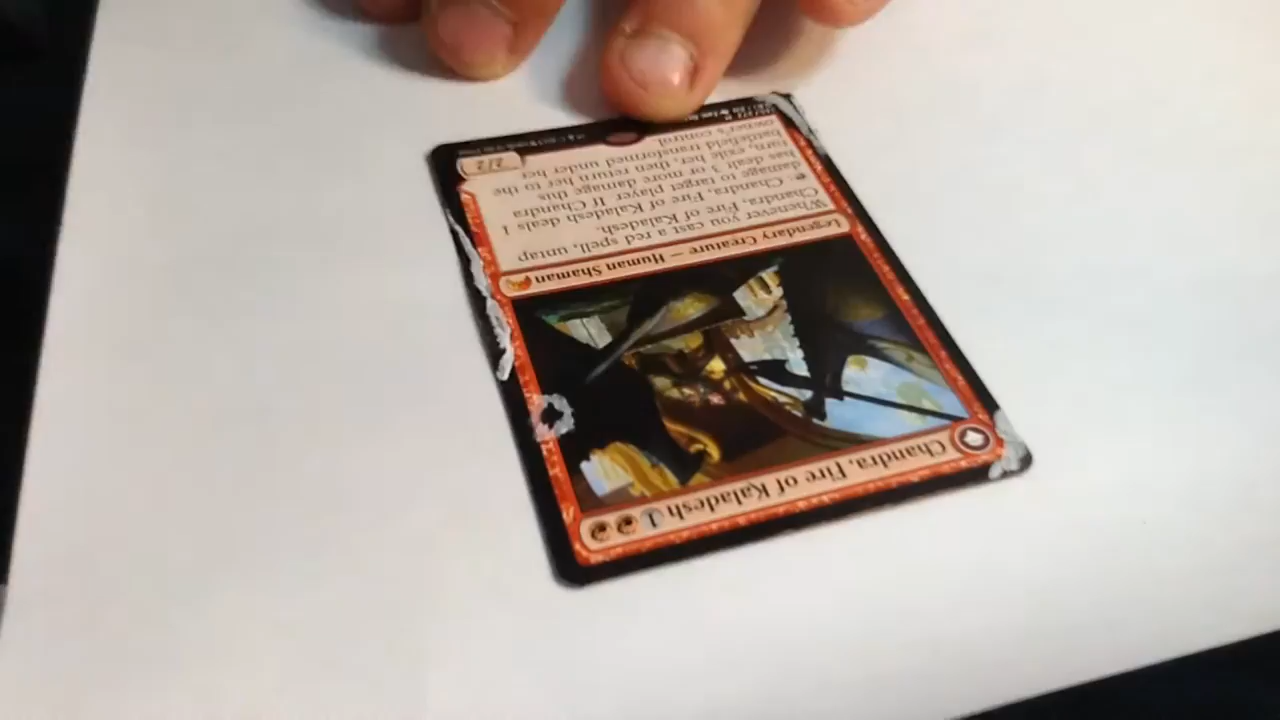 Chandra, Fire of Kaladesh 1
Legendary Creature — Human Shaman
Whenever you cast a red spell, untap
Chandra, Fire of Kaladesh.
: Chandra, Fire of Kaladesh deals 1
damage to target player. If Chandra
has dealt 3 or more damage this
turn, exile her, then return her to the
battlefield transformed under her
owner's control.
2/2